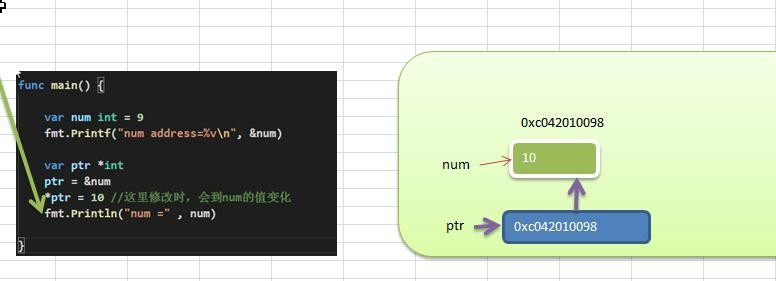 func main() {
var num int = 9
fmt.Printf("num address=%v\n", &num)
var ptr *int
ptr = &num
*ptr = 10 //这里修改时，会到num的值变化
fmt.Println("num =" , num)
}
0xc042010098
num
10
ptr
0xc042010098